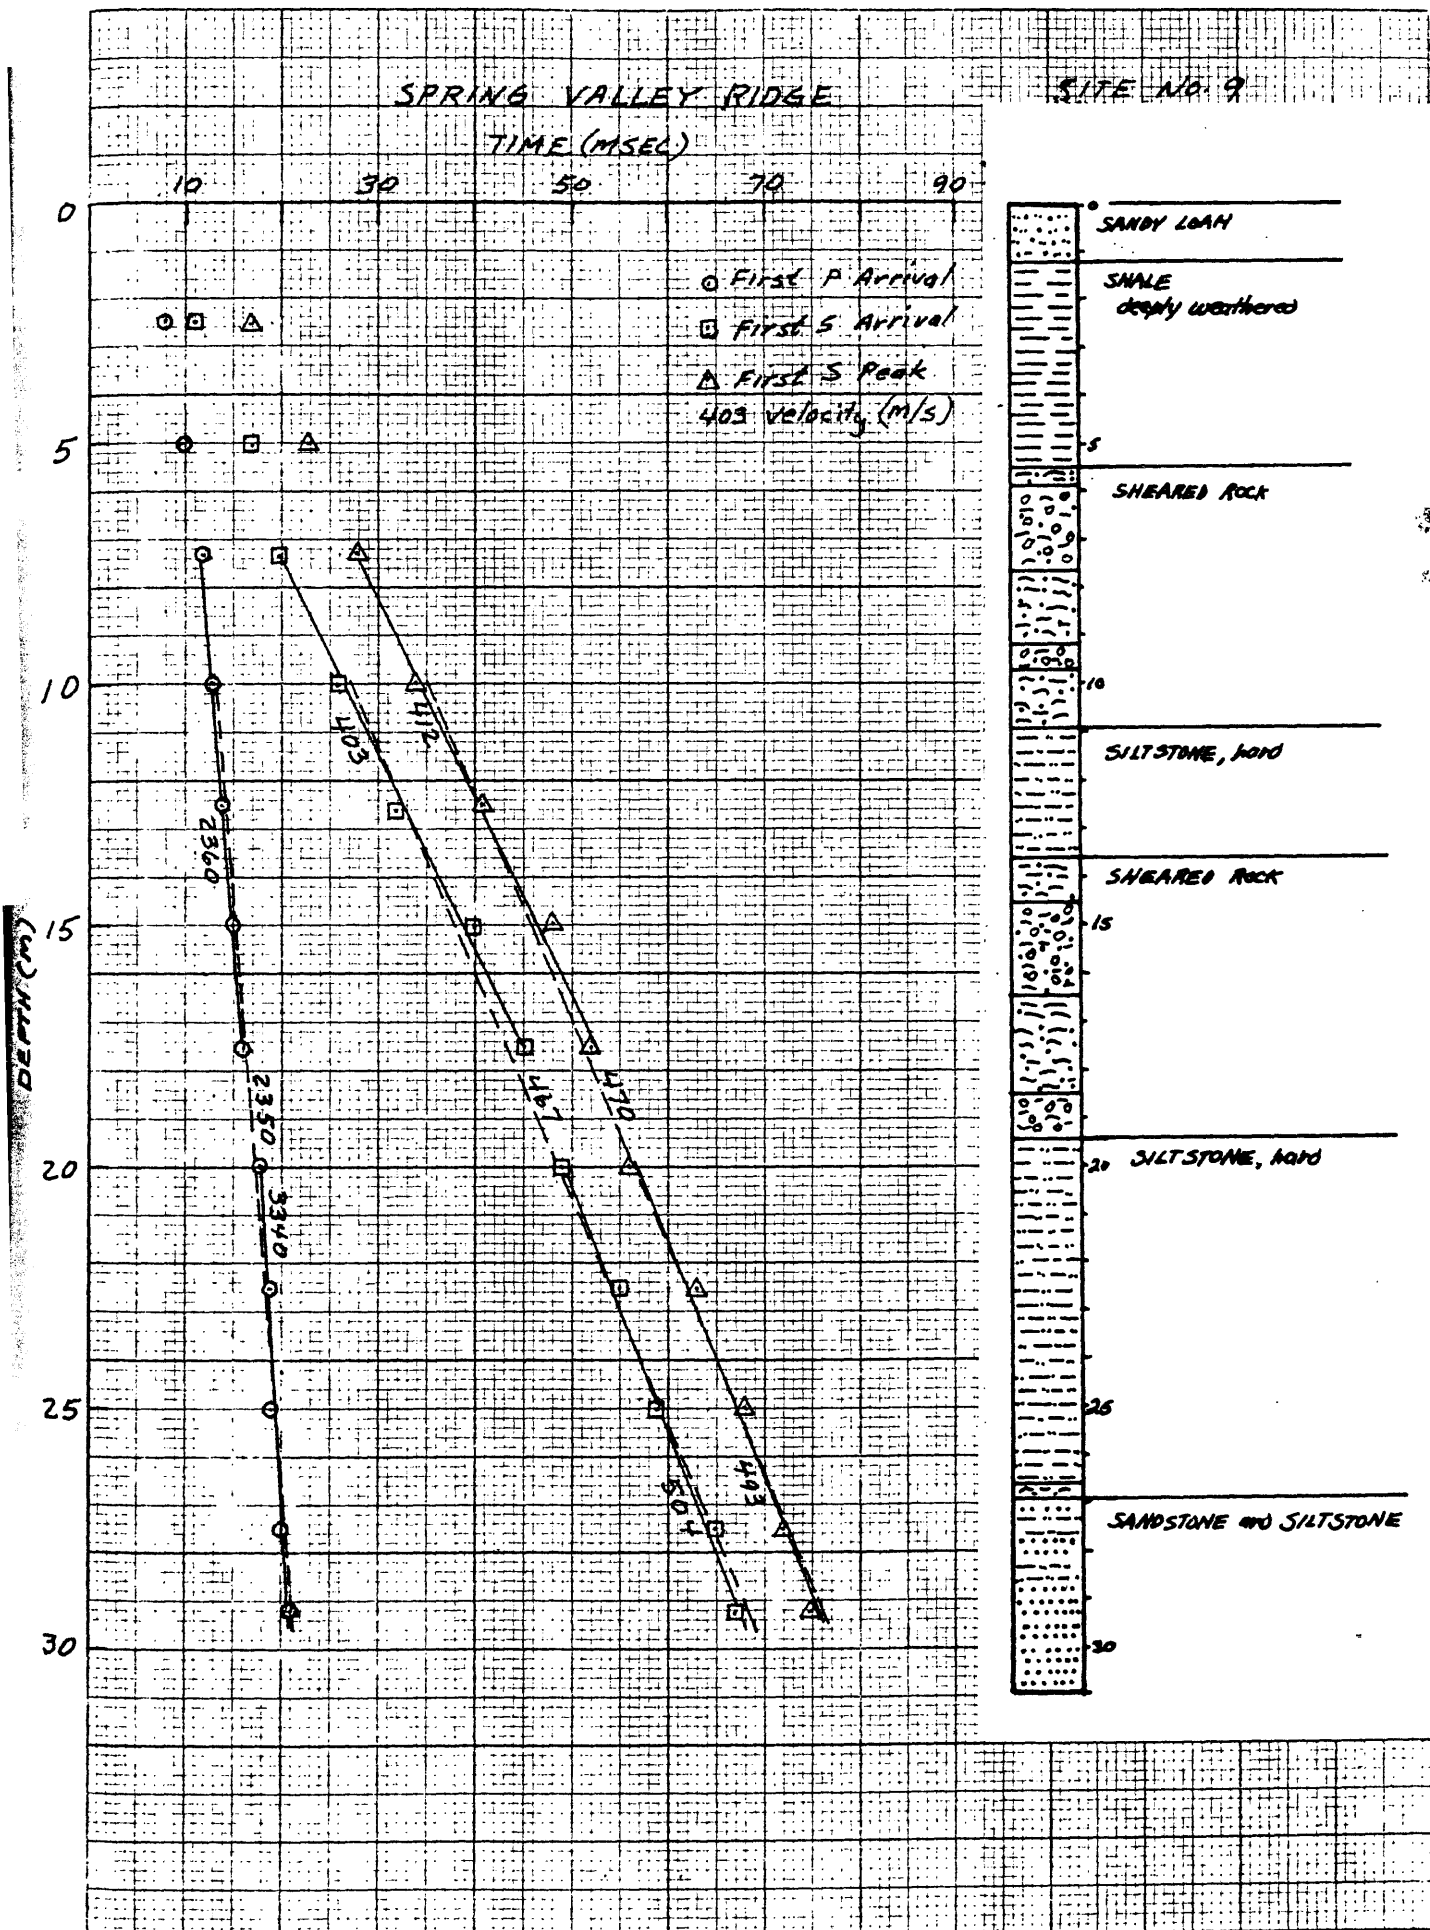 SPRING VALLEY RIDGE
SITE NO. 9
TIME (MSEC)
10 30 50 70 90
0
5
10
15
20
25
30
DEPTH (M)
First P Arrival
First S Arrival
First S Peak
403 velocity (m/s)
403
412
2360
497
470
2350
3340
504
493
0
SANDY LOAM
SHALE
deeply weathered
5
SHEARED ROCK
10
SILTSTONE, hard
SHEARED ROCK
15
20
SILTSTONE, hard
25
SANDSTONE and SILTSTONE
30